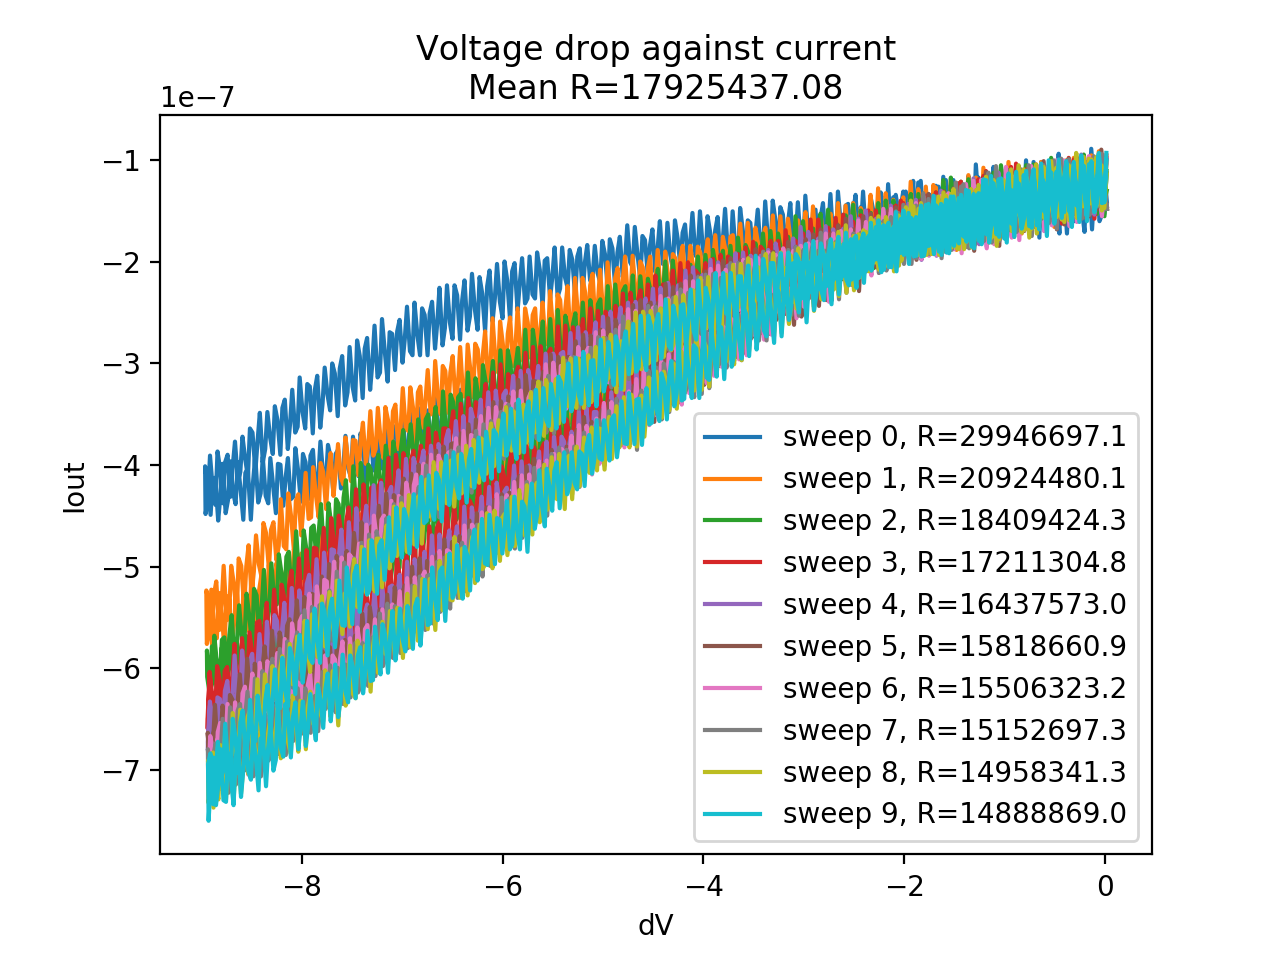 Voltage drop against current
Mean R=17925437.08
1e−7
−1
−2
−3
−4
−5
−6
−7
Iout
sweep 0, R=29946697.1
sweep 1, R=20924480.1
sweep 2, R=18409424.3
sweep 3, R=17211304.8
sweep 4, R=16437573.0
sweep 5, R=15818660.9
sweep 6, R=15506323.2
sweep 7, R=15152697.3
sweep 8, R=14958341.3
sweep 9, R=14888869.0
−8 −6 −4 −2 0
dV